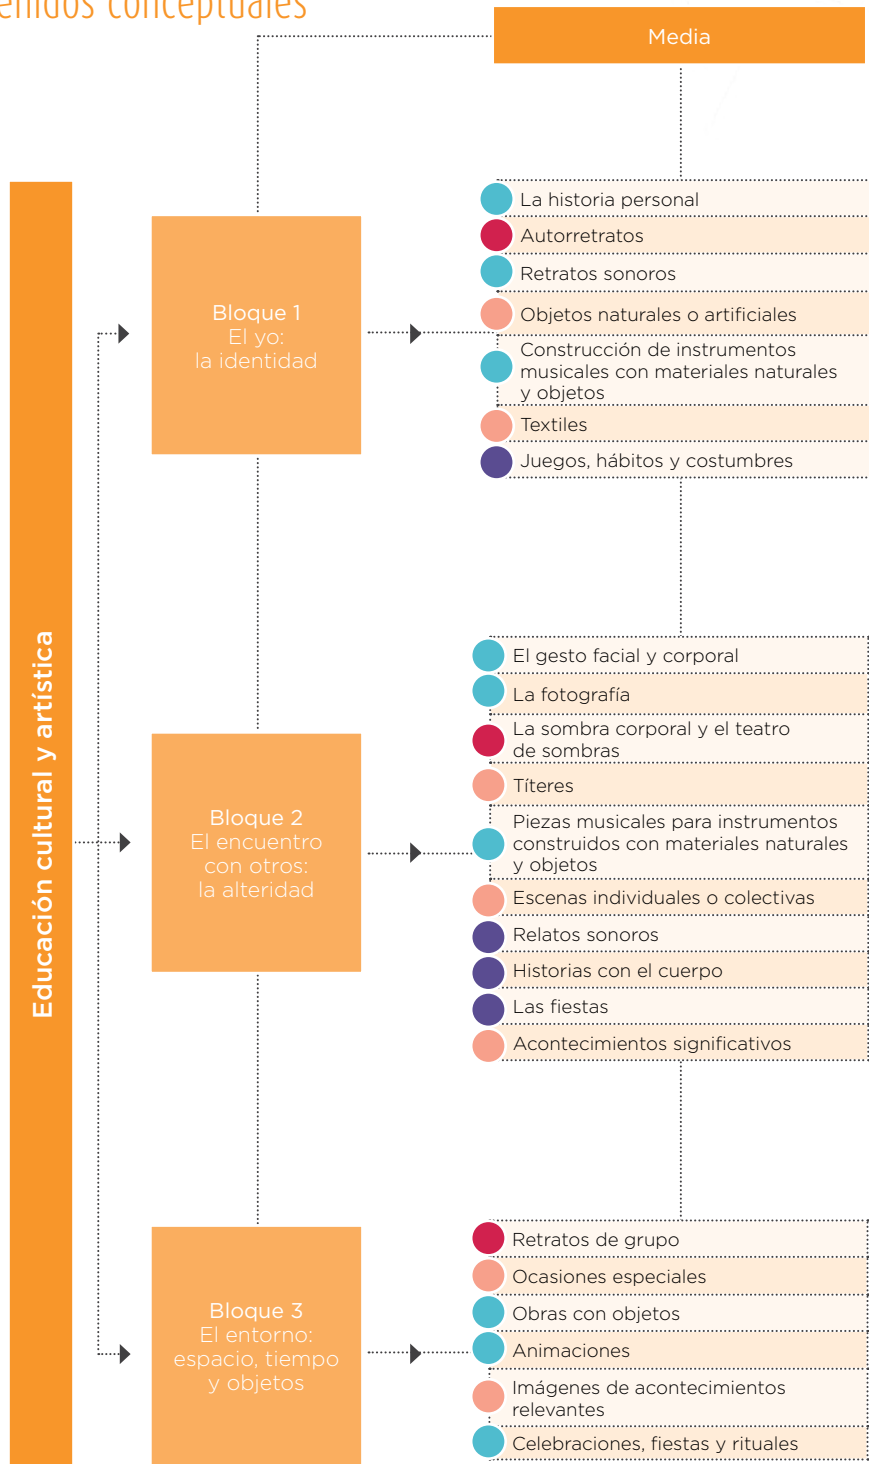 conceptuales
Media
Educación cultural y artística
Bloque 1
El yo:
la identidad
La historia personal
Autorretratos
Retratos sonoros
Objetos naturales o artificiales
Construcción de instrumentos
musicales con materiales naturales
y objetos
Textiles
Juegos, hábitos y costumbres
Bloque 2
El encuentro
con otros:
la alteridad
El gesto facial y corporal
La fotografía
La sombra corporal y el teatro
de sombras
Títeres
Piezas musicales para instrumentos
construidos con materiales naturales
y objetos
Escenas individuales o colectivas
Relatos sonoros
Historias con el cuerpo
Las fiestas
Acontecimientos significativos
Bloque 3
El entorno:
espacio, tiempo
y objetos
Retratos de grupo
Ocasiones especiales
Obras con objetos
Animaciones
Imágenes de acontecimientos
relevantes
Celebraciones, fiestas y rituales